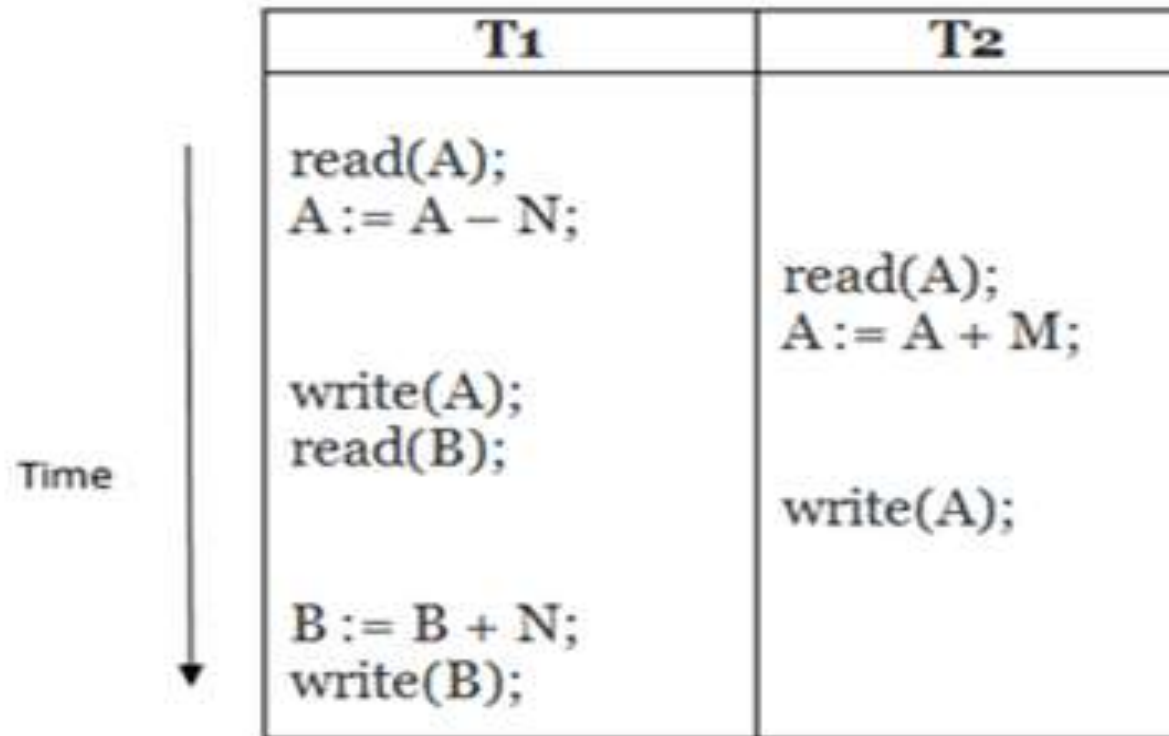 T1 T2
read(A);
A := A – N;
read(A);
A := A + M;
write(A);
read(B);
Time
write(A);
B := B + N;
write(B);